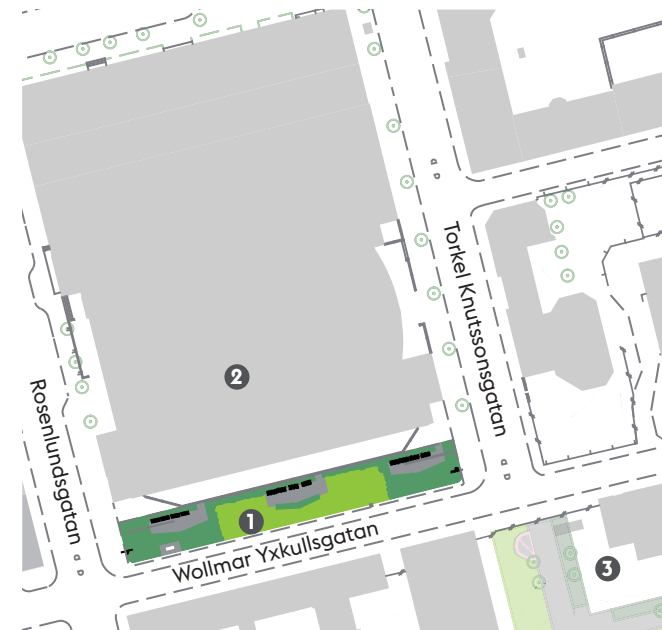 Torkel Knutssonsgatan
2
Rosenlundsgatan
1
Wollmar Yxkullsgatan
3